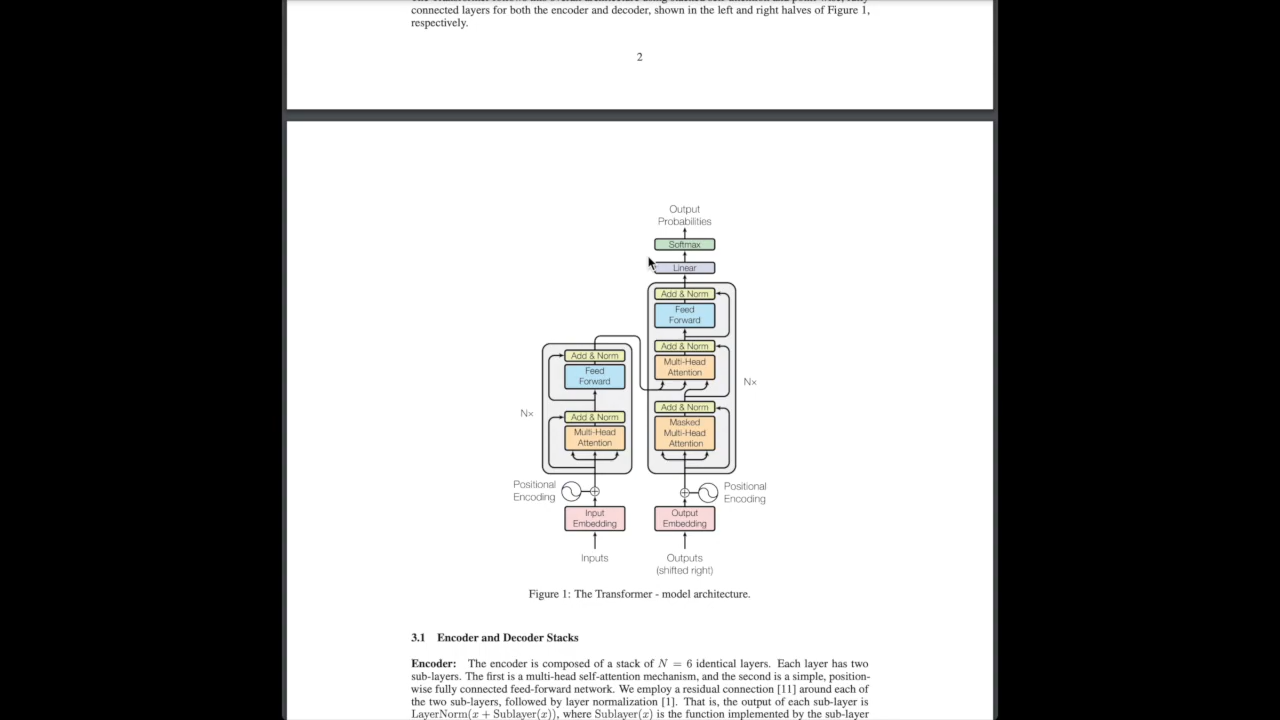 connected layers for both the encoder and decoder, shown in the left and right halves of Figure 1,
respectively.
2
Output
Probabilities
Softmax
Linear
Add & Norm
Feed
Forward
Add & Norm
Multi-Head
Attention
Nx
Add & Norm
Masked
Multi-Head
Attention
Add & Norm
Feed
Forward
Nx
Add & Norm
Multi-Head
Attention
Positional
Encoding
Positional
Encoding
Input
Embedding
Output
Embedding
Inputs
Outputs
(shifted right)
Figure 1: The Transformer - model architecture.
3.1 Encoder and Decoder Stacks
Encoder: The encoder is composed of a stack of N = 6 identical layers. Each layer has two
sub-layers. The first is a multi-head self-attention mechanism, and the second is a simple, position-
wise fully connected feed-forward network. We employ a residual connection [11] around each of
the two sub-layers, followed by layer normalization [1]. That is, the output of each sub-layer is
LayerNorm(x + Sublayer(x)), where Sublayer(x) is the function implemented by the sub-layer